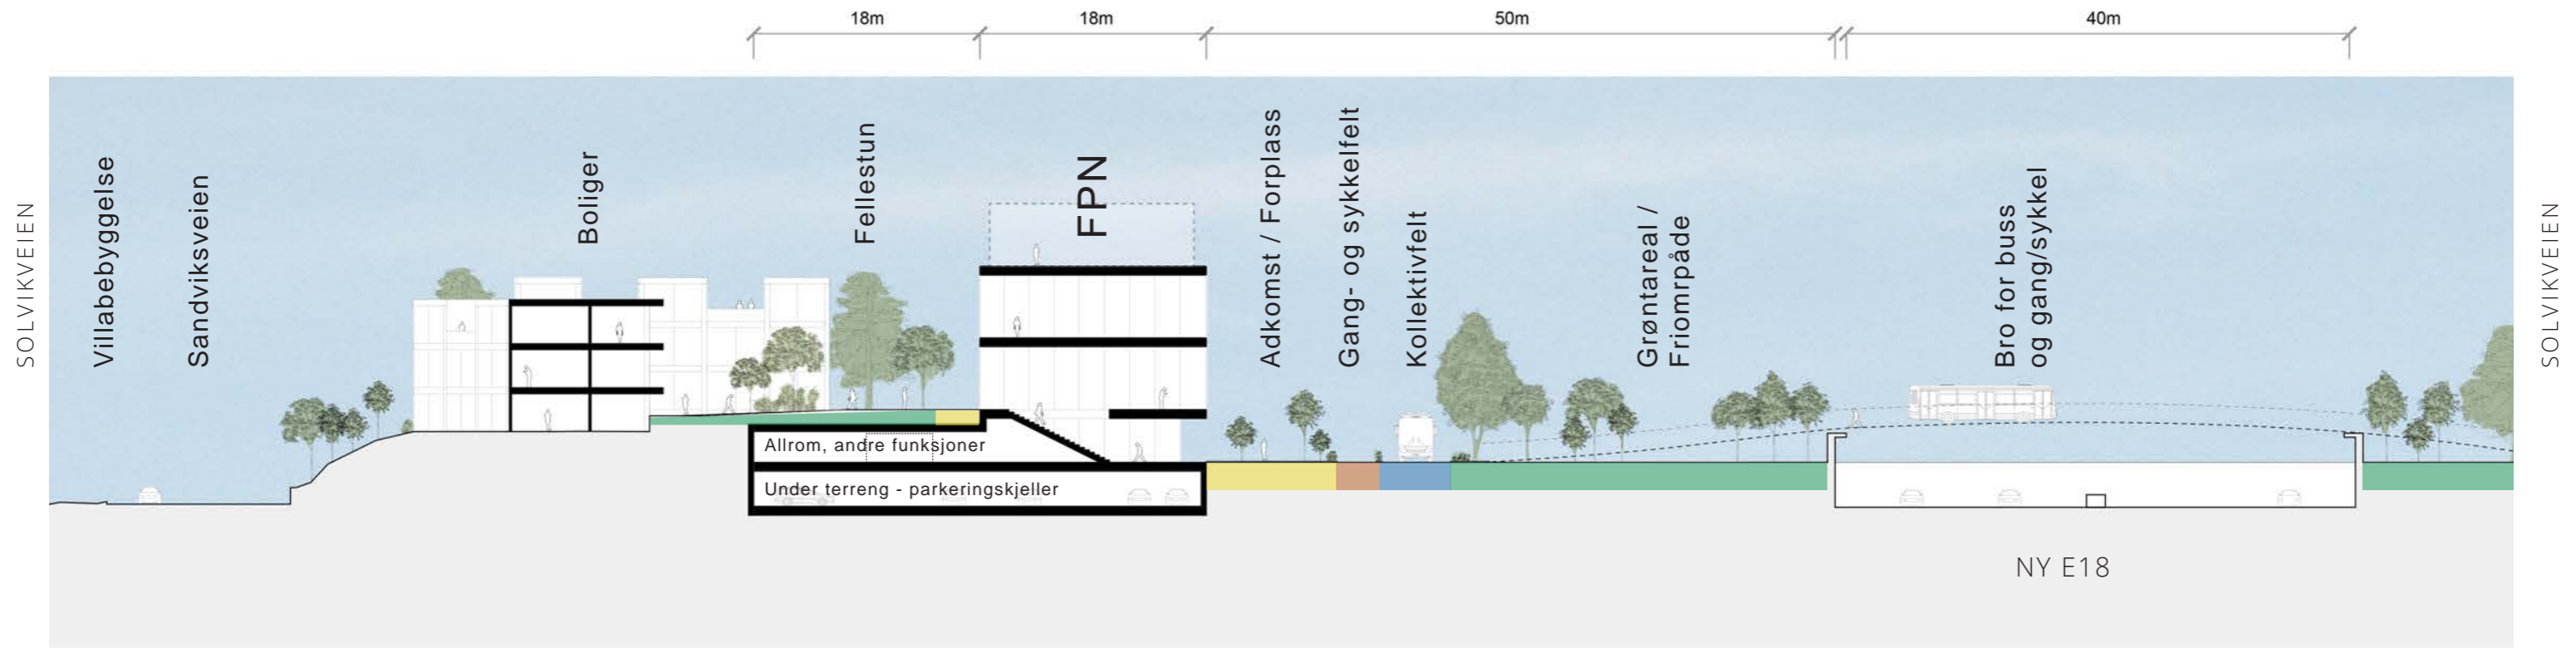 18m
18m
50m
40m
SOLVIKVEIEN
Villabebyggelse
Sandviksveien
Boliger
Fellestun
FPN
Adkomst / Forplass
Gang- og sykkelfelt
Kollektivfelt
Grøntareal /
Friomrpåde
Bro for buss
og gang/sykkel
SOLVIKVEIEN
Allrom, andre funksjoner
Under terreng - parkeringskjeller
NY E18